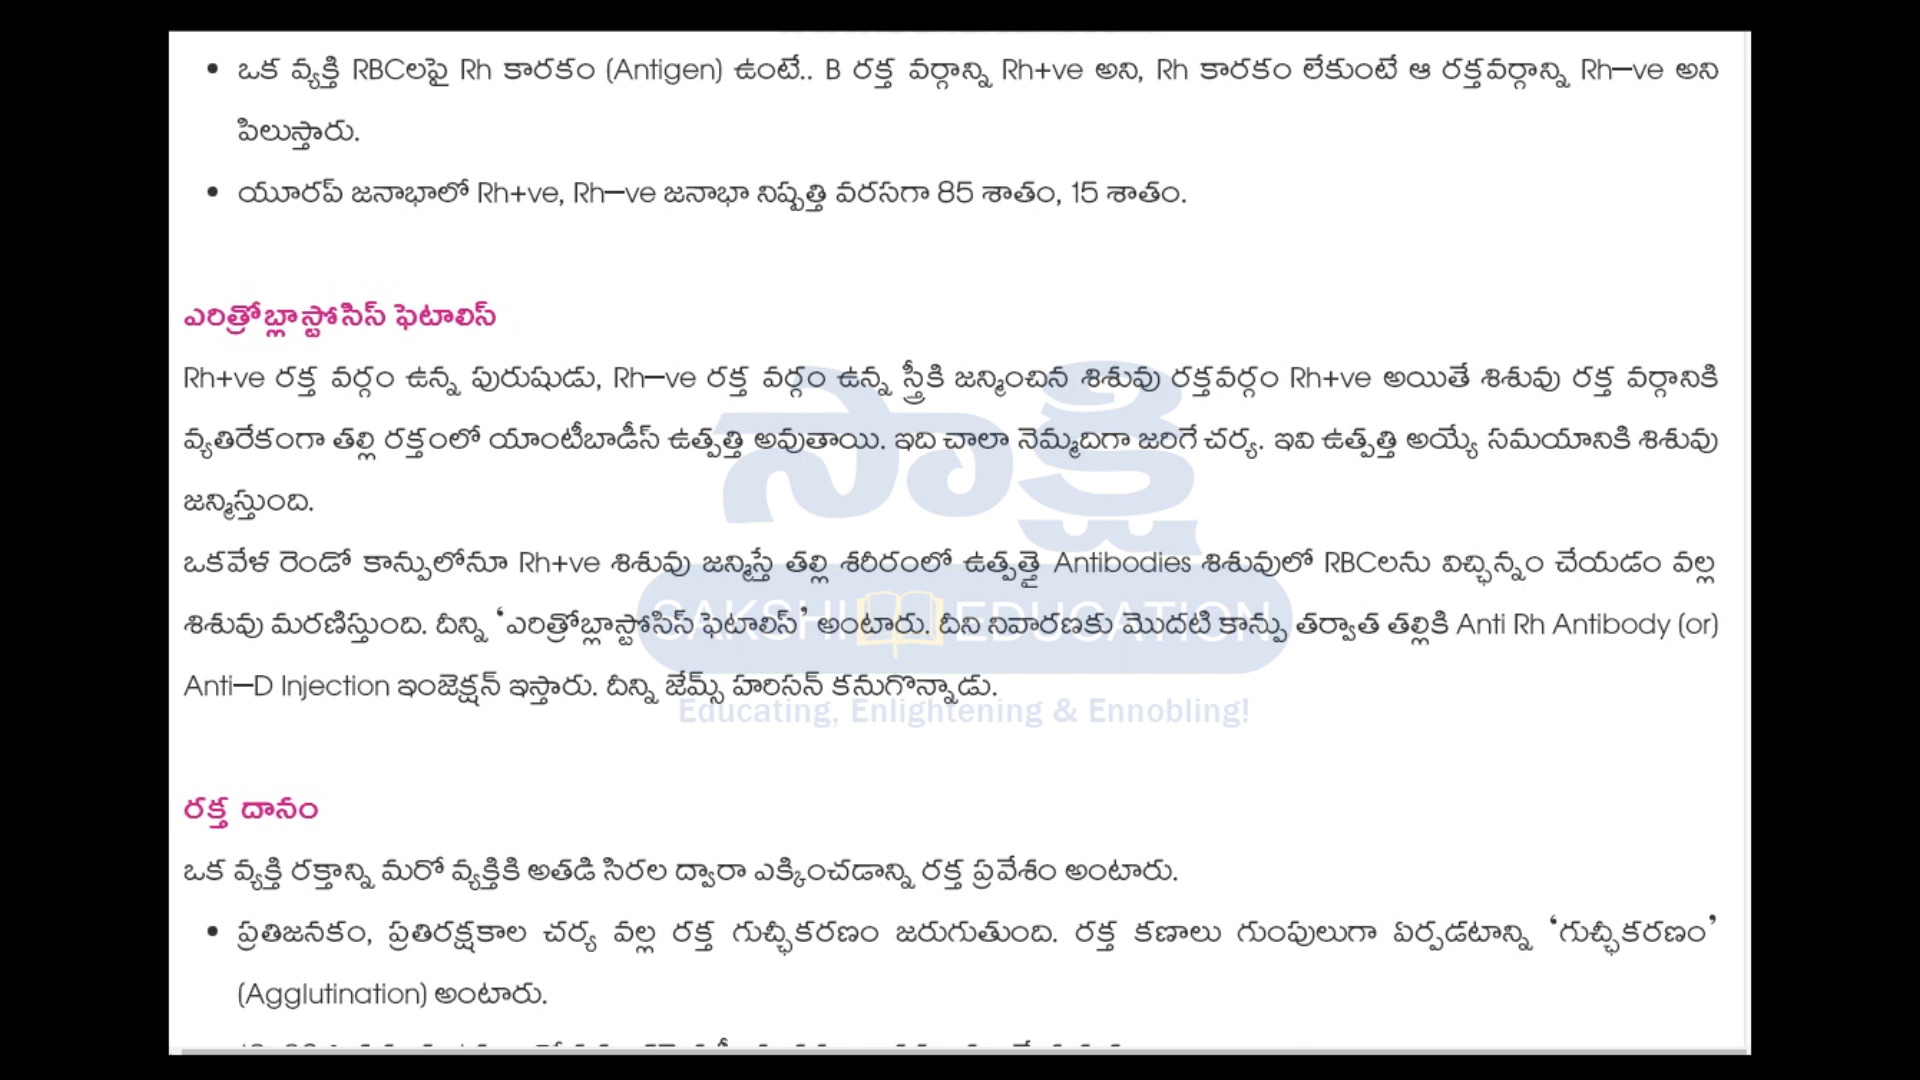 • ఒక వ్యక్తి RBCలపై Rh కారకం (Antigen) ఉంటే.. B రక్త వర్గాన్ని Rh+ve అని, Rh కారకం లేకుంటే ఆ రక్తవర్గాన్ని Rh–ve అని
పిలుస్తారు.
• యూరప్ జనాభాలో Rh+ve, Rh–ve జనాభా నిష్పత్తి వరసగా 85 శాతం, 15 శాతం.
ఎరిత్రోబ్లాస్టోసిస్ ఫెటాలిస్
Rh+ve రక్త వర్గం ఉన్న పురుషుడు, Rh–ve రక్త వర్గం ఉన్న స్త్రీకి జన్మించిన శిశువు రక్తవర్గం Rh+ve అయితే శిశువు రక్త వర్గానికి
వ్యతిరేకంగా తల్లి రక్తంలో యాంటీబాడీస్ ఉత్పత్తి అవుతాయి. ఇది చాలా నెమ్మదిగా జరిగే చర్య. ఇవి ఉత్పత్తి అయ్యే సమయానికి శిశువు
జన్మిస్తుంది.
ఒకవేళ రెండో కాన్పులోనూ Rh+ve శిశువు జన్మిస్తే తల్లి శరీరంలో ఉత్పత్తై Antibodies శిశువులో RBCలను విచ్ఛిన్నం చేయడం వల్ల
శిశువు మరణిస్తుంది. దీన్ని ‘ఎరిత్రోబ్లాస్టోసిస్ ఫెటాలిస్’ అంటారు. దీని నివారణకు మొదటి కాన్పు తర్వాత తల్లికి Anti Rh Antibody (or)
Anti–D Injection ఇంజెక్షన్ ఇస్తారు. దీన్ని జేమ్స్ హరిసన్ కనుగొన్నాడు.
సాక్షి
SAKSHI EDUCATION
Educating, Enlightening & Ennobling!
రక్త దానం
ఒక వ్యక్తి రక్తాన్ని మరో వ్యక్తికి అతడి సిరల ద్వారా ఎక్కించడాన్ని రక్త ప్రవేశం అంటారు.
• ప్రతిజనకం, ప్రతిరక్షకాల చర్య వల్ల రక్త గుచ్ఛీకరణం జరుగుతుంది. రక్త కణాలు గుంపులుగా ఏర్పడటాన్ని ‘గుచ్ఛీకరణం’
(Agglutination) అంటారు.